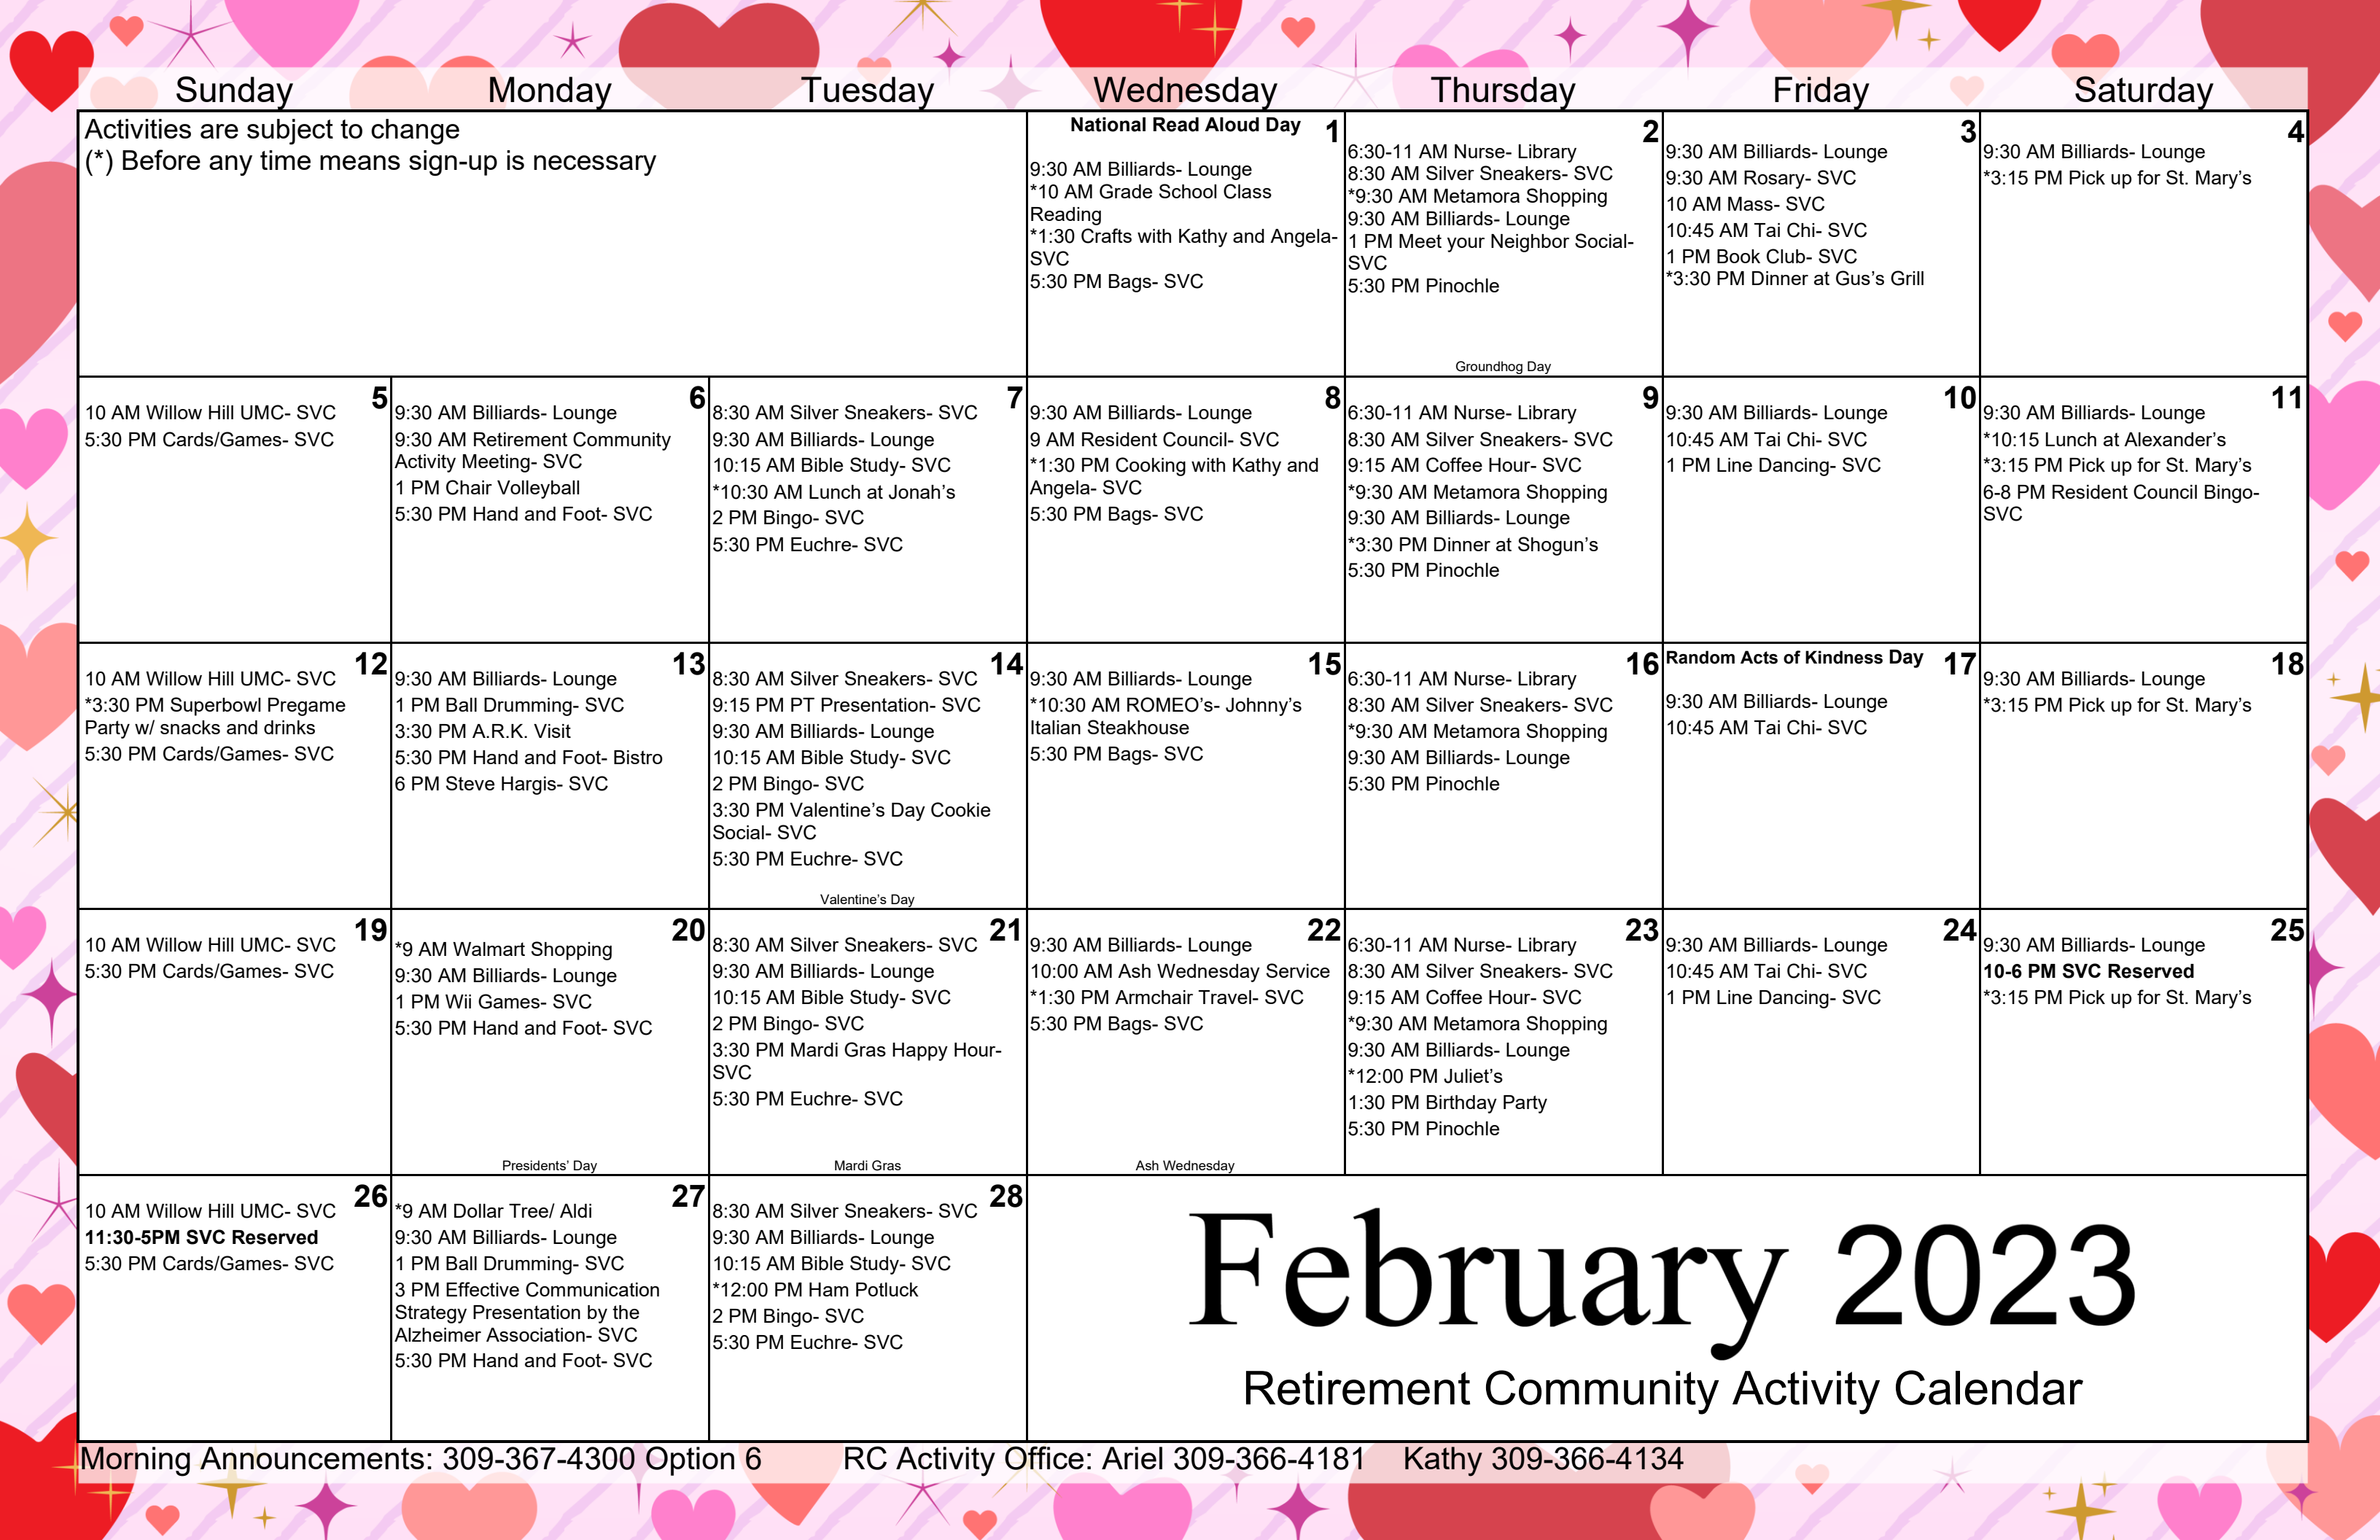 Sunday Monday Tuesday Wednesday Thursday Friday Saturday
Activities are subject to change
(*) Before any time means sign-up is necessary
National Read Aloud Day 1
9:30 AM Billiards- Lounge
*10 AM Grade School Class
Reading
*1:30 Crafts with Kathy and Angela-
SVC
5:30 PM Bags- SVC
2
6:30-11 AM Nurse- Library
8:30 AM Silver Sneakers- SVC
*9:30 AM Metamora Shopping
9:30 AM Billiards- Lounge
1 PM Meet your Neighbor Social-
SVC
5:30 PM Pinochle
Groundhog Day
3
9:30 AM Billiards- Lounge
9:30 AM Rosary- SVC
10 AM Mass- SVC
10:45 AM Tai Chi- SVC
1 PM Book Club- SVC
*3:30 PM Dinner at Gus’s Grill
4
9:30 AM Billiards- Lounge
*3:15 PM Pick up for St. Mary’s
5
10 AM Willow Hill UMC- SVC
5:30 PM Cards/Games- SVC
6
9:30 AM Billiards- Lounge
9:30 AM Retirement Community
Activity Meeting- SVC
1 PM Chair Volleyball
5:30 PM Hand and Foot- SVC
7
8:30 AM Silver Sneakers- SVC
9:30 AM Billiards- Lounge
10:15 AM Bible Study- SVC
*10:30 AM Lunch at Jonah’s
2 PM Bingo- SVC
5:30 PM Euchre- SVC
8
9:30 AM Billiards- Lounge
9 AM Resident Council- SVC
*1:30 PM Cooking with Kathy and
Angela- SVC
5:30 PM Bags- SVC
9
6:30-11 AM Nurse- Library
8:30 AM Silver Sneakers- SVC
9:15 AM Coffee Hour- SVC
*9:30 AM Metamora Shopping
9:30 AM Billiards- Lounge
*3:30 PM Dinner at Shogun’s
5:30 PM Pinochle
10
9:30 AM Billiards- Lounge
10:45 AM Tai Chi- SVC
1 PM Line Dancing- SVC
11
9:30 AM Billiards- Lounge
*10:15 Lunch at Alexander’s
*3:15 PM Pick up for St. Mary’s
6-8 PM Resident Council Bingo-
SVC
12
10 AM Willow Hill UMC- SVC
*3:30 PM Superbowl Pregame
Party w/ snacks and drinks
5:30 PM Cards/Games- SVC
13
9:30 AM Billiards- Lounge
1 PM Ball Drumming- SVC
3:30 PM A.R.K. Visit
5:30 PM Hand and Foot- Bistro
6 PM Steve Hargis- SVC
14
8:30 AM Silver Sneakers- SVC
9:15 PM PT Presentation- SVC
9:30 AM Billiards- Lounge
10:15 AM Bible Study- SVC
2 PM Bingo- SVC
3:30 PM Valentine’s Day Cookie
Social- SVC
5:30 PM Euchre- SVC
Valentine’s Day
15
9:30 AM Billiards- Lounge
*10:30 AM ROMEO’s- Johnny’s
Italian Steakhouse
5:30 PM Bags- SVC
16
6:30-11 AM Nurse- Library
8:30 AM Silver Sneakers- SVC
*9:30 AM Metamora Shopping
9:30 AM Billiards- Lounge
5:30 PM Pinochle
Random Acts of Kindness Day 17
9:30 AM Billiards- Lounge
10:45 AM Tai Chi- SVC
18
9:30 AM Billiards- Lounge
*3:15 PM Pick up for St. Mary’s
19
10 AM Willow Hill UMC- SVC
5:30 PM Cards/Games- SVC
20
*9 AM Walmart Shopping
9:30 AM Billiards- Lounge
1 PM Wii Games- SVC
5:30 PM Hand and Foot- SVC
Presidents’ Day
21
8:30 AM Silver Sneakers- SVC
9:30 AM Billiards- Lounge
10:15 AM Bible Study- SVC
2 PM Bingo- SVC
3:30 PM Mardi Gras Happy Hour-
SVC
5:30 PM Euchre- SVC
Mardi Gras
22
9:30 AM Billiards- Lounge
10:00 AM Ash Wednesday Service
*1:30 PM Armchair Travel- SVC
5:30 PM Bags- SVC
Ash Wednesday
23
6:30-11 AM Nurse- Library
8:30 AM Silver Sneakers- SVC
9:15 AM Coffee Hour- SVC
*9:30 AM Metamora Shopping
9:30 AM Billiards- Lounge
*12:00 PM Juliet’s
1:30 PM Birthday Party
5:30 PM Pinochle
24
9:30 AM Billiards- Lounge
10:45 AM Tai Chi- SVC
1 PM Line Dancing- SVC
25
9:30 AM Billiards- Lounge
10-6 PM SVC Reserved
*3:15 PM Pick up for St. Mary’s
26
10 AM Willow Hill UMC- SVC
11:30-5PM SVC Reserved
5:30 PM Cards/Games- SVC
27
*9 AM Dollar Tree/ Aldi
9:30 AM Billiards- Lounge
1 PM Ball Drumming- SVC
3 PM Effective Communication
Strategy Presentation by the
Alzheimer Association- SVC
5:30 PM Hand and Foot- SVC
28
8:30 AM Silver Sneakers- SVC
9:30 AM Billiards- Lounge
10:15 AM Bible Study- SVC
*12:00 PM Ham Potluck
2 PM Bingo- SVC
5:30 PM Euchre- SVC
February 2023
Retirement Community Activity Calendar
Morning Announcements: 309-367-4300 Option 6 RC Activity Office: Ariel 309-366-4181 Kathy 309-366-4134